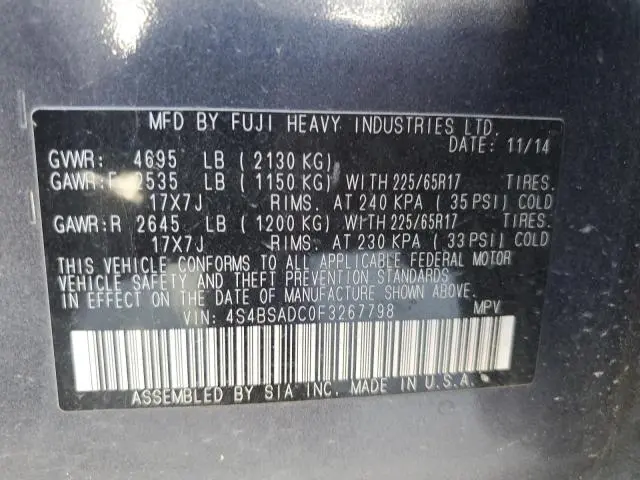 MFD BY FUJI HEAVY INDUSTRIES LTD.
DATE: 11/14
GVWR: 4695 LB (2130 KG)
GAWR:F 2535 LB (1150 KG) WITH 225/65R17 TIRES.
17X7J RIMS. AT 240 KPA (35 PSI) COLD
GAWR:R 2645 LB (1200 KG) WITH 225/65R17 TIRES.
17X7J RIMS. AT 230 KPA (33 PSI) COLD
THIS VEHICLE CONFORMS TO ALL APPLICABLE FEDERAL MOTOR
VEHICLE SAFETY AND THEFT PREVENTION STANDARDS
IN EFFECT ON THE DATE OF MANUFACTURE SHOWN ABOVE.
VIN: 4S4BSADC0F3267798 MPV
ASSEMBLED BY SIA INC. MADE IN U.S.A.